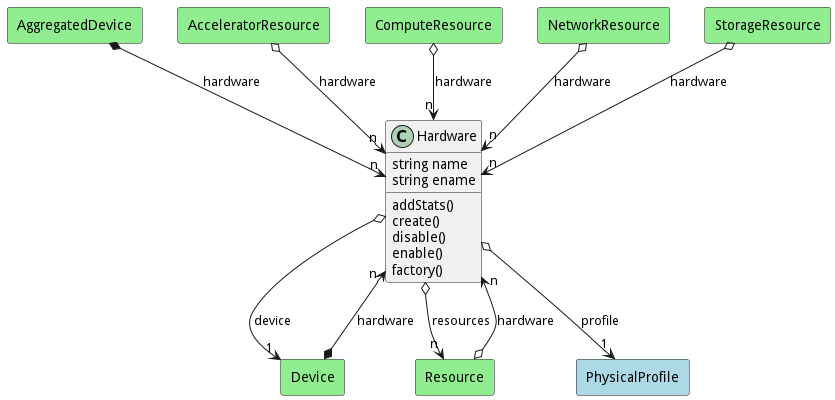 AggregatedDevice
AcceleratorResource
ComputeResource
NetworkResource
StorageResource
hardware
hardware
hardware
hardware
hardware
n
n
n
n
n
C Hardware
string name
string ename
addStats()
create()
disable()
enable()
factory()
n
n
device
hardware
resources
hardware
profile
1
n
1
Device
Resource
PhysicalProfile